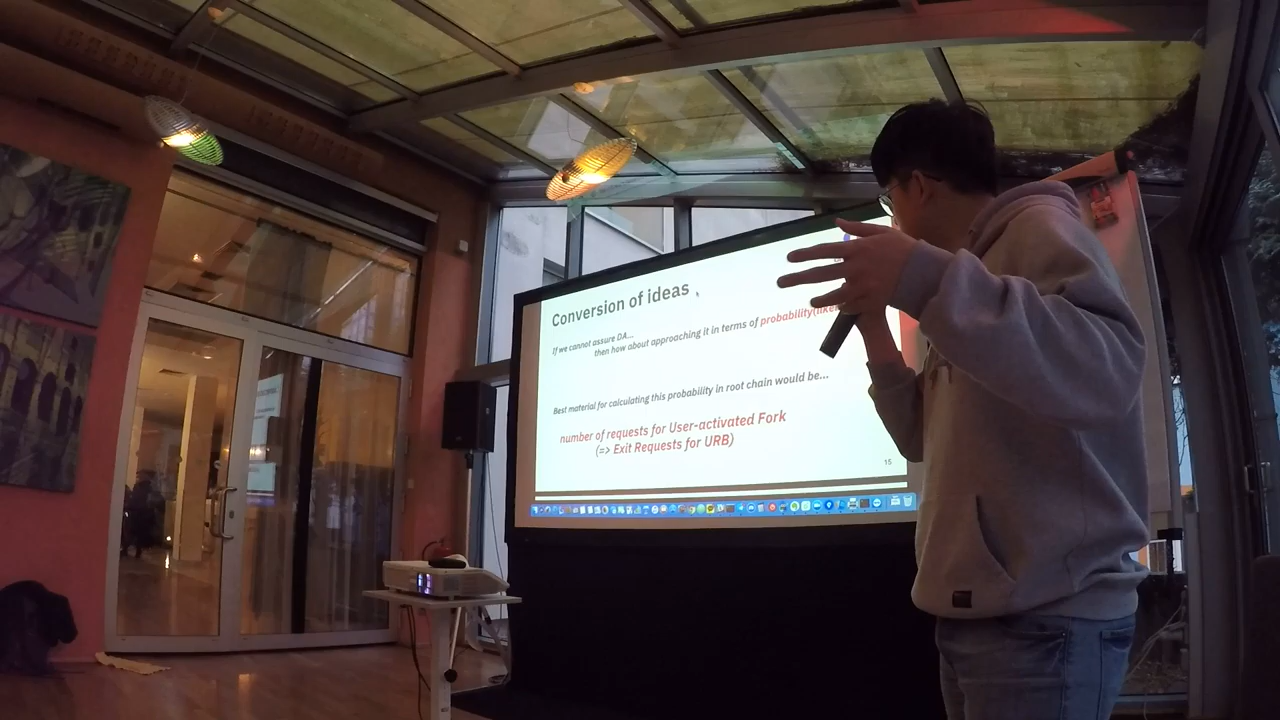 Conversion of ideas
If we cannot assure DA...
then how about approaching it in terms of probability(like
Best material for calculating this probability in root chain would be...
number of requests for User-activated Fork
(=> Exit Requests for URB)
15